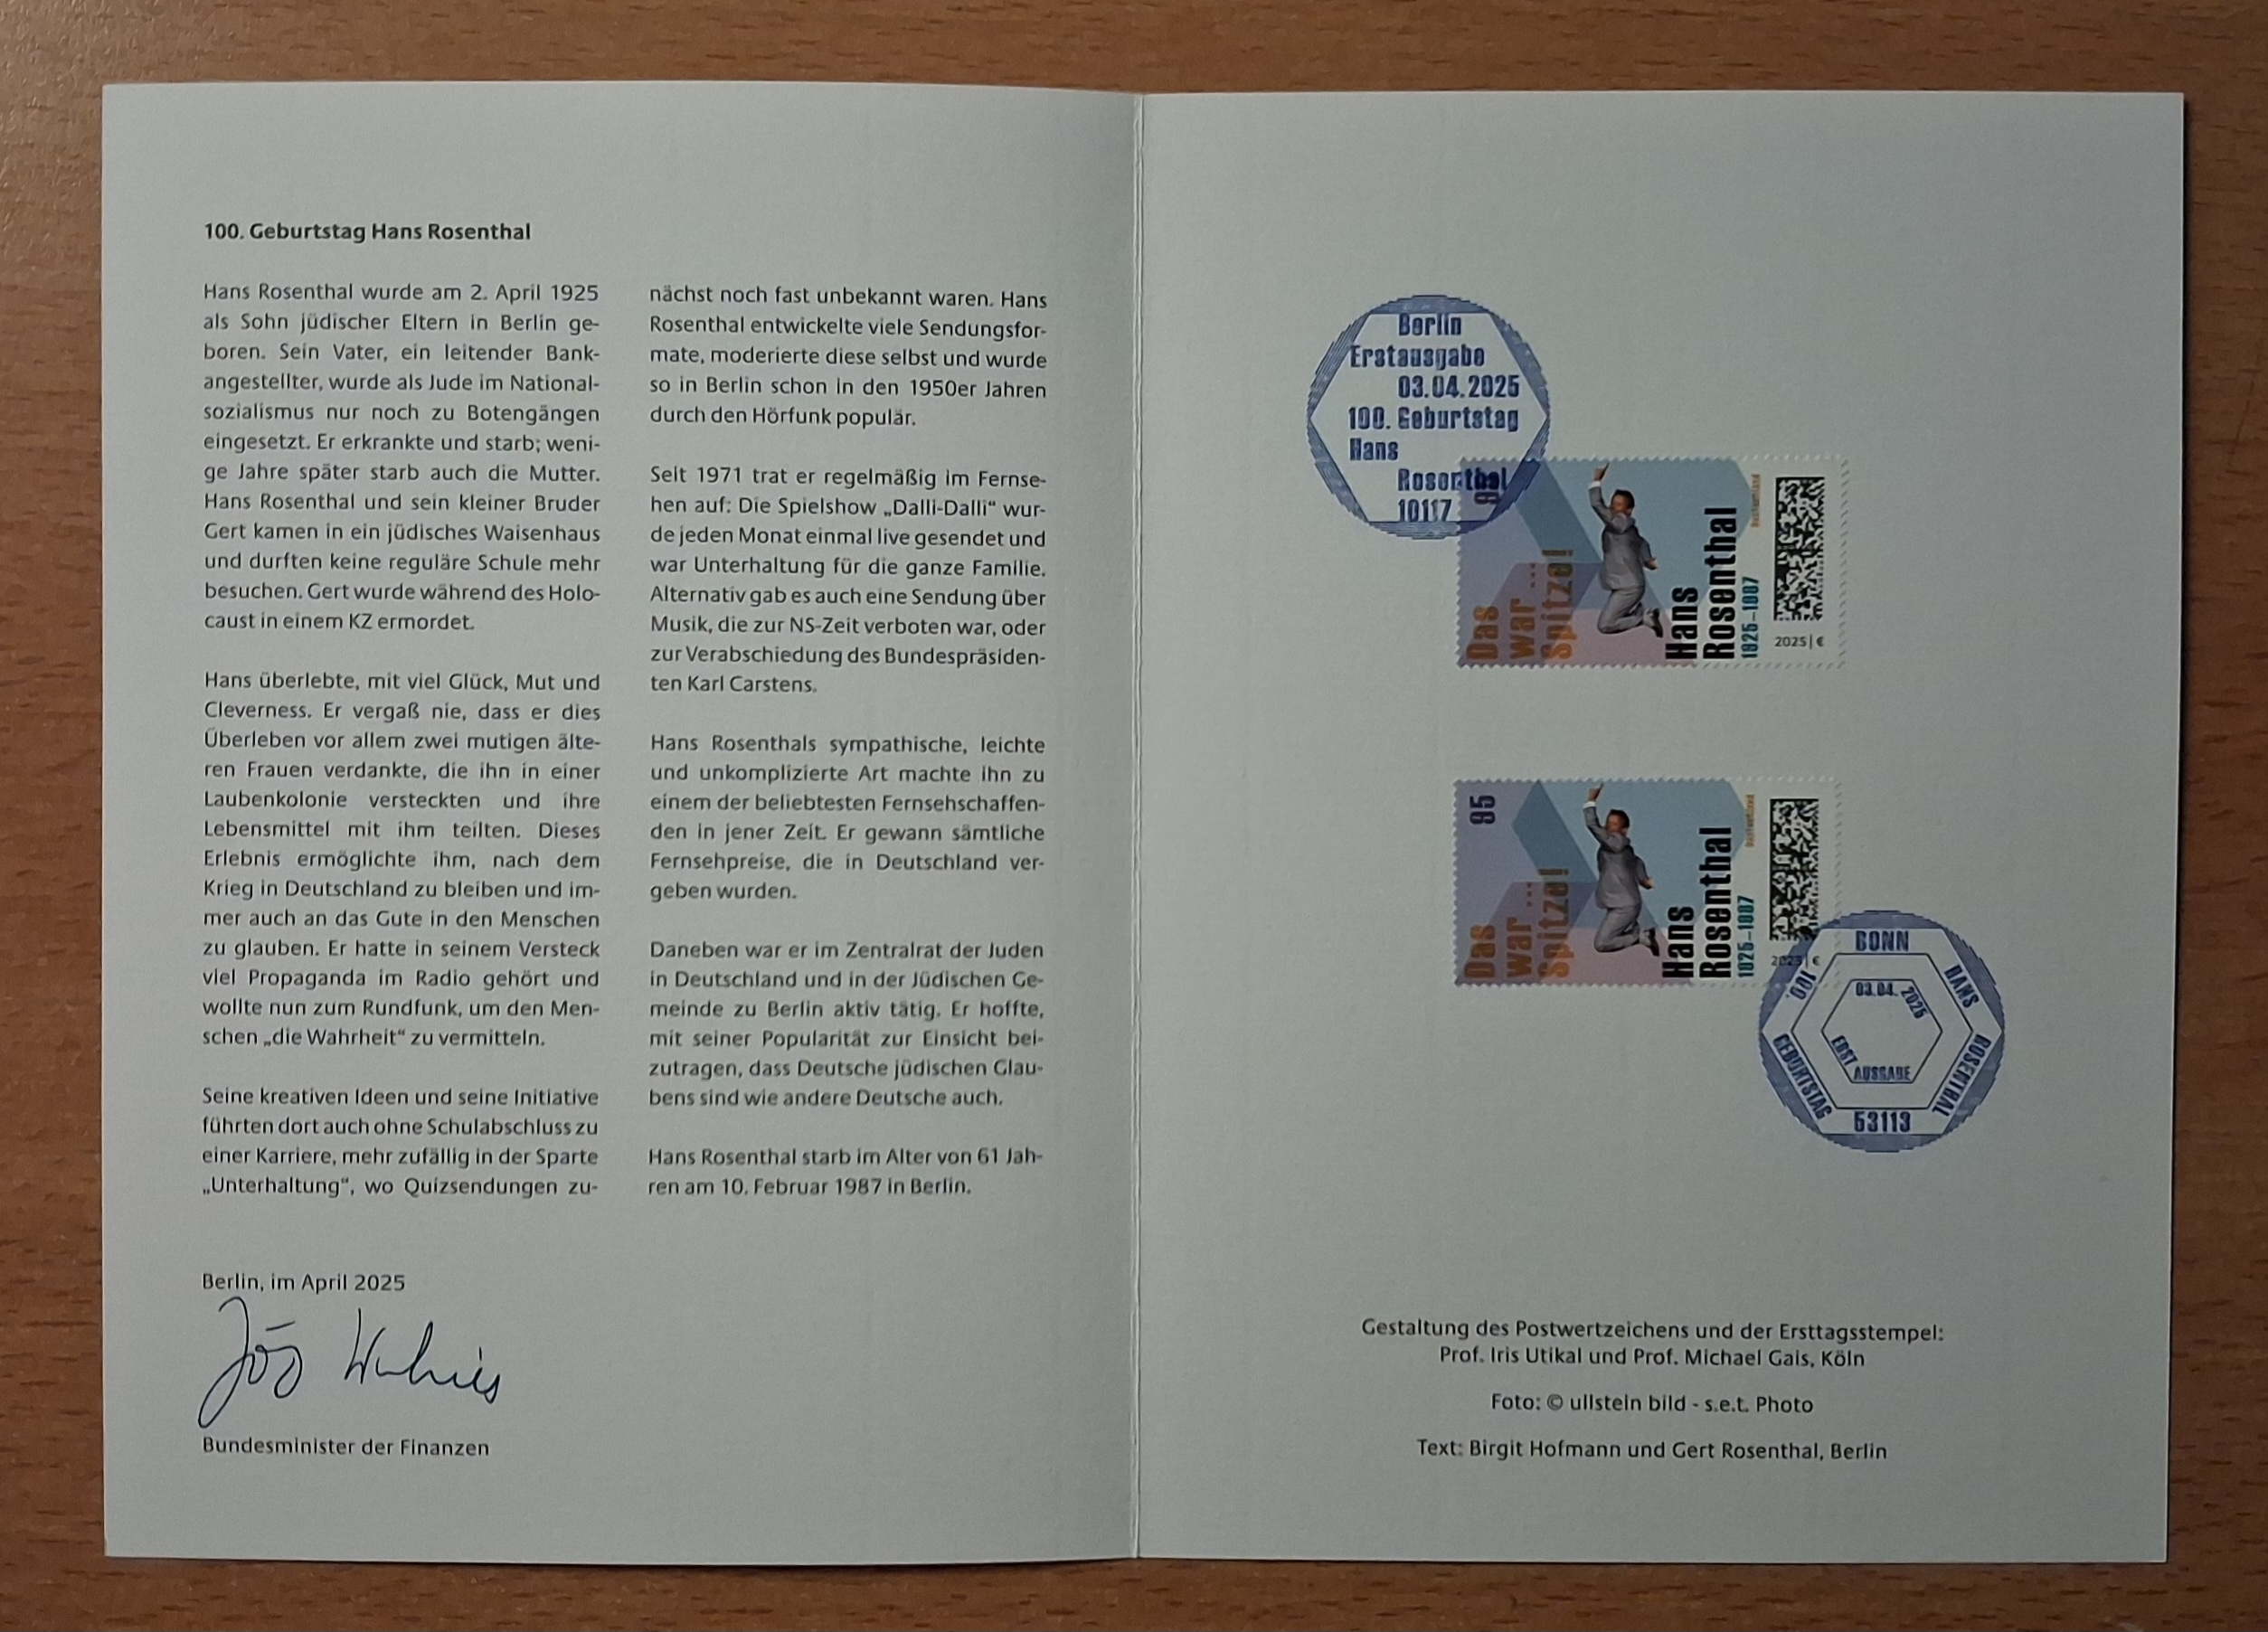 100. Geburtstag Hans Rosenthal
Hans Rosenthal wurde am 2. April 1925
als Sohn jüdischer Eltern in Berlin ge-
boren. Sein Vater, ein leitender Bank-
angestellter, wurde als Jude im National-
sozialismus nur noch zu Botengängen
eingesetzt. Er erkrankte und starb; weni-
ge Jahre später starb auch die Mutter.
Hans Rosenthal und sein kleiner Bruder
Gert kamen in ein jüdisches Waisenhaus
und durften keine reguläre Schule mehr
besuchen. Gert wurde während des Holo-
caust in einem KZ ermordet.
Hans überlebte, mit viel Glück, Mut und
Cleverness. Er vergaß nie, dass er dies
Überleben vor allem zwei mutigen älte-
ren Frauen verdankte, die ihn in einer
Laubenkolonie versteckten und ihre
Lebensmittel mit ihm teilten. Dieses
Erlebnis ermöglichte ihm, nach dem
Krieg in Deutschland zu bleiben und im-
mer auch an das Gute in den Menschen
zu glauben. Er hatte in seinem Versteck
viel Propaganda im Radio gehört und
wollte nun zum Rundfunk, um den Men-
schen „die Wahrheit“ zu vermitteln.
Seine kreativen Ideen und seine Initiative
führten dort auch ohne Schulabschluss zu
einer Karriere, mehr zufällig in der Sparte
„Unterhaltung“, wo Quizsendungen zu-
nächst noch fast unbekannt waren. Hans
Rosenthal entwickelte viele Sendungsfor-
mate, moderierte diese selbst und wurde
so in Berlin schon in den 1950er Jahren
durch den Hörfunk populär.
Seit 1971 trat er regelmäßig im Fernse-
hen auf: Die Spielshow „Dalli-Dalli“ wur-
de jeden Monat einmal live gesendet und
war Unterhaltung für die ganze Familie.
Alternativ gab es auch eine Sendung über
Musik, die zur NS-Zeit verboten war, oder
zur Verabschiedung des Bundespräsiden-
ten Karl Carstens.
Hans Rosenthals sympathische, leichte
und unkomplizierte Art machte ihn zu
einem der beliebtesten Fernsehschaffen-
den in jener Zeit. Er gewann sämtliche
Fernsehpreise, die in Deutschland ver-
geben wurden.
Daneben war er im Zentralrat der Juden
in Deutschland und in der Jüdischen Ge-
meinde zu Berlin aktiv tätig. Er hoffte,
mit seiner Popularität zur Einsicht bei-
zutragen, dass Deutsche jüdischen Glau-
bens sind wie andere Deutsche auch.
Hans Rosenthal starb im Alter von 61 Jah-
ren am 10. Februar 1987 in Berlin.
Berlin, im April 2025
Bundesminister der Finanzen
Berlin
Erstausgabe
03.04.2025
100. Geburtstag
Hans
Rosenthal
10117
Das
war ...
Spitze!
Hans
Rosenthal
1925–1987
Deutschland
2025 | €
95
Das
war ...
Spitze!
Hans
Rosenthal
1925–1987
Deutschland
2025 | €
BONN
HANS
ROSENTHAL
53113
GEBURTSTAG
100.
03.04. 2025
ERST
AUSGABE
Gestaltung des Postwertzeichens und der Ersttagsstempel:
Prof. Iris Utikal und Prof. Michael Gais, Köln
Foto: © ullstein bild - s.e.t. Photo
Text: Birgit Hofmann und Gert Rosenthal, Berlin